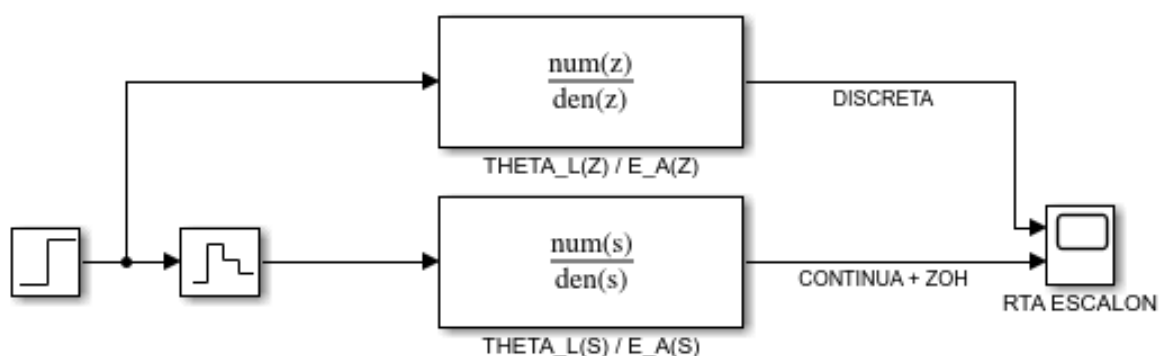 num(z)
den(z)
DISCRETA
THETA_L(Z) / E_A(Z)
num(s)
den(s)
CONTINUA + ZOH
RTA ESCALON
THETA_L(S) / E_A(S)